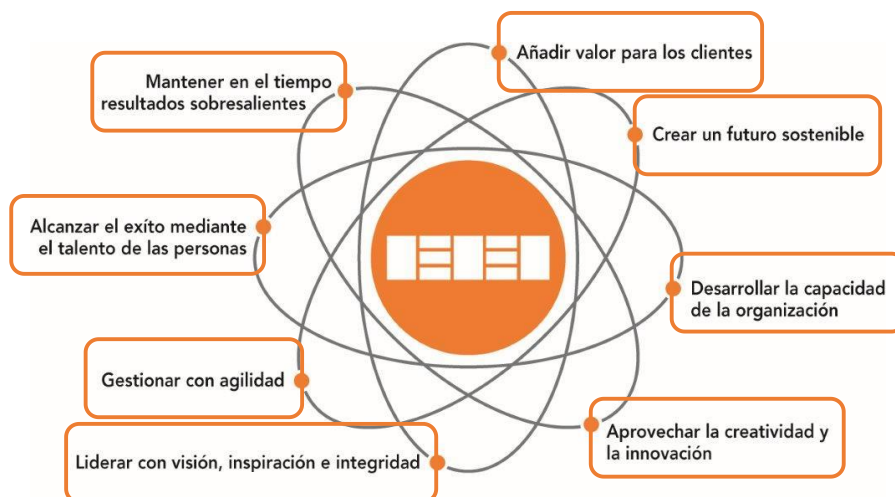 Añadir valor para los clientes
Mantener en el tiempo
resultados sobresalientes
Crear un futuro sostenible
Alcanzar el exíto mediante
el talento de las personas
Desarrollar la capacidad
de la organización
Gestionar con agilidad
Aprovechar la creatividad y
la innovación
Liderar con visión, inspiración e integridad